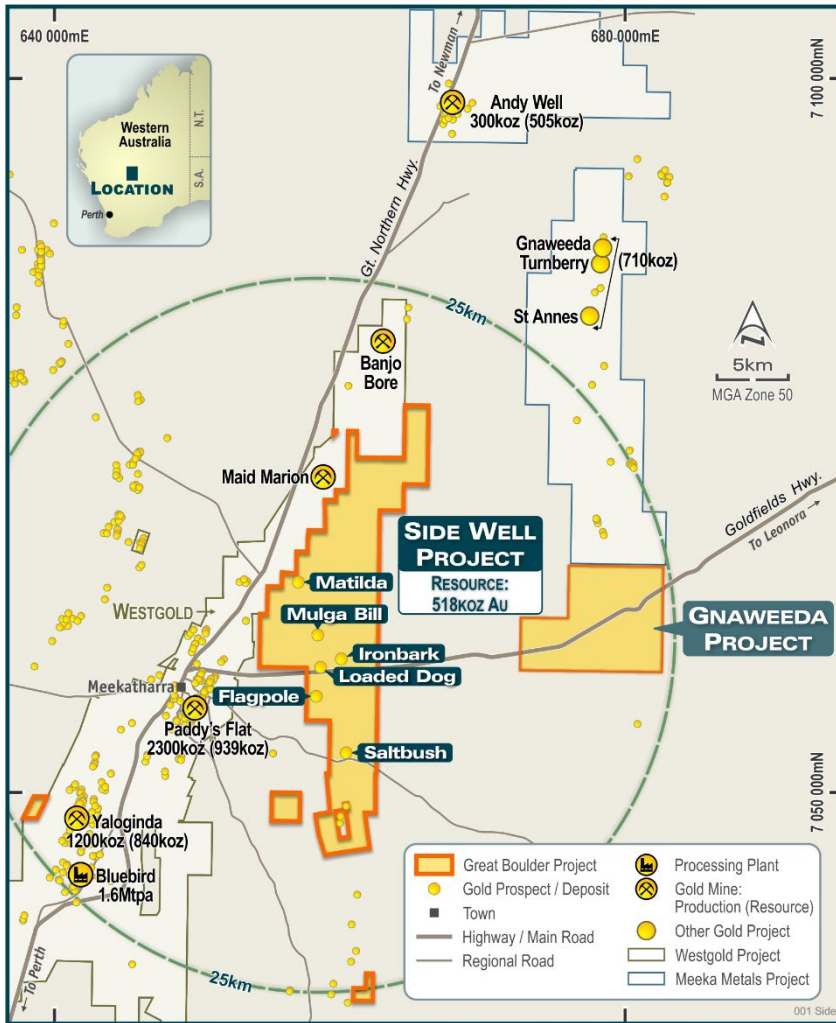 640 000mE
680 000mE
7 100 000mN
To Newman
Western
Australia
N.T.
S.A.
LOCATION
Perth
Andy Well
300koz (505koz)
Gt. Northern Hwy.
Gnaweeda
Turnberry
(710koz)
St Annes
25km
Banjo
Bore
5km
MGA Zone 50
Maid Marion
Goldfields Hwy.
To Leonora
SIDE WELL
PROJECT
RESOURCE:
518KOZ AU
Matilda
WESTGOLD
Mulga Bill
GNAWEEDA
PROJECT
Ironbark
Loaded Dog
Meekatharra
Flagpole
Paddy's Flat
2300koz (939koz)
Saltbush
7 050 000mN
Yaloginda
1200koz (840koz)
Bluebird
1.6Mtpa
25km
To Perth
Great Boulder Project
Gold Prospect / Deposit
Town
Highway / Main Road
Regional Road
Processing Plant
Gold Mine:
Production (Resource)
Other Gold Project
Westgold Project
Meeka Metals Project
001 Side